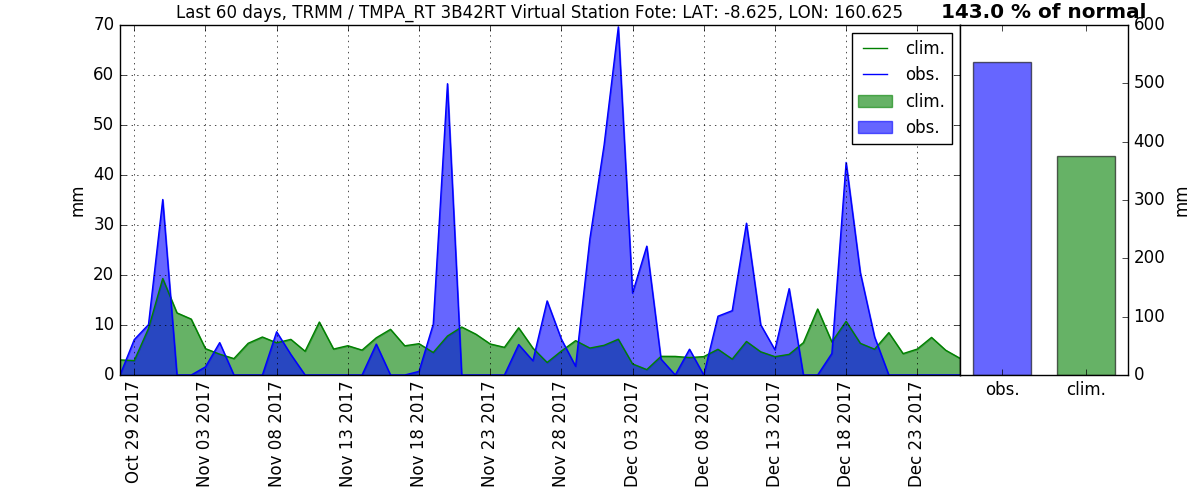 Last 60 days, TRMM / TMPA_RT 3B42RT Virtual Station Fote: LAT: -8.625, LON: 160.625
143.0 % of normal
70
60
50
40
30
20
10
0
mm
clim.
obs.
clim.
obs.
Oct 29 2017
Nov 03 2017
Nov 08 2017
Nov 13 2017
Nov 18 2017
Nov 23 2017
Nov 28 2017
Dec 03 2017
Dec 08 2017
Dec 13 2017
Dec 18 2017
Dec 23 2017
600
500
400
300
200
100
0
mm
obs.
clim.